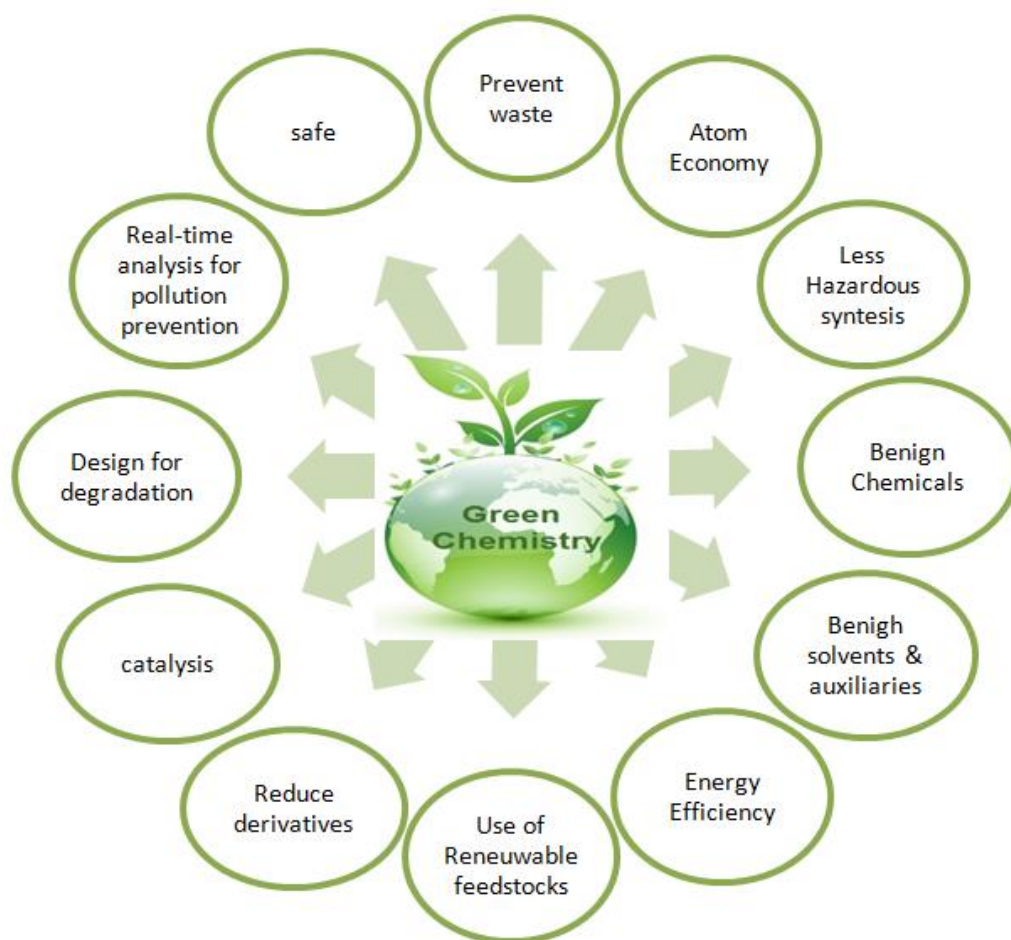 Prevent
waste
Atom
Economy
Less
Hazardous
syntesis
Benign
Chemicals
Benigh
solvents &
auxiliaries
Energy
Efficiency
Use of
Reneuwable
feedstocks
Reduce
derivatives
catalysis
Design for
degradation
Real-time
analysis for
pollution
prevention
safe
Green
Chemistry